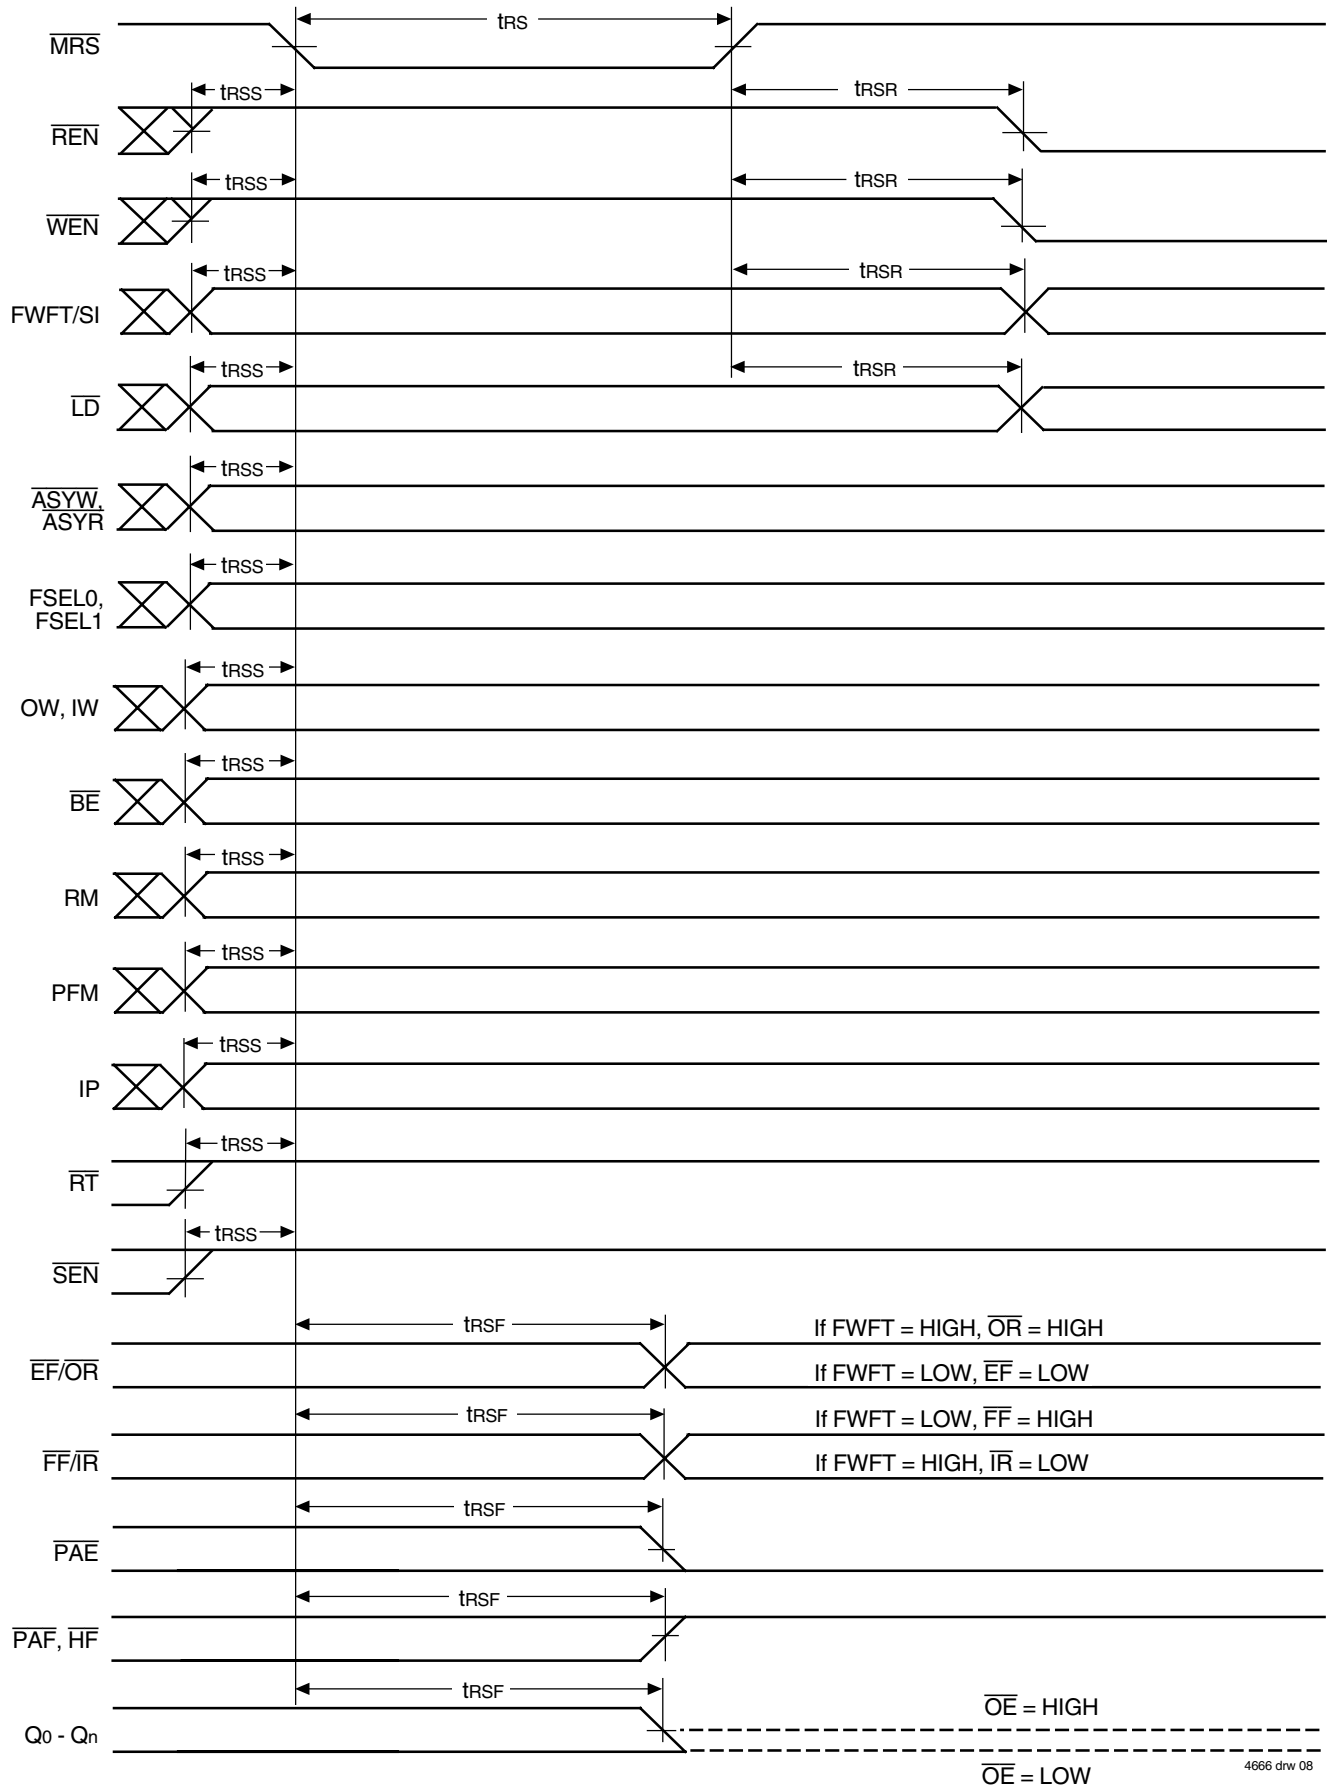 tRS
MRS
tRSS tRSR
REN
tRSS tRSR
WEN
tRSS tRSR
FWFT/SI
tRSS tRSR
LD
tRSS
ASYW,
ASYR
tRSS
FSEL0,
FSEL1
tRSS
OW, IW
tRSS
BE
tRSS
RM
tRSS
PFM
tRSS
IP
tRSS
RT
tRSS
SEN
tRSF If FWFT = HIGH, OR = HIGH
EF/OR If FWFT = LOW, EF = LOW
tRSF If FWFT = LOW, FF = HIGH
FF/IR If FWFT = HIGH, IR = LOW
tRSF
PAE
tRSF
PAF, HF
tRSF
OE = HIGH
Q0 - Qn
OE = LOW
4666 drw 08